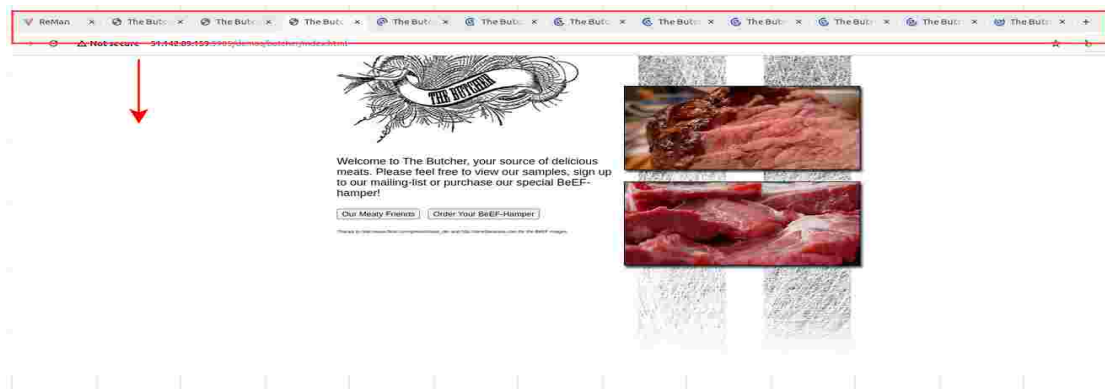 ReMan × The Butc × The Butc × The Butc × The Butc × The Butc × The Butc × The Butc × The Butc × The Butc × The Butc × The Butc × +
Not secure
THE BUTCHER
Welcome to The Butcher, your source of delicious
meats. Please feel free to view our samples, sign up
to our mailing-list or purchase our special BeEF-
hamper!
Our Meaty Friends Order Your BeEF-Hamper